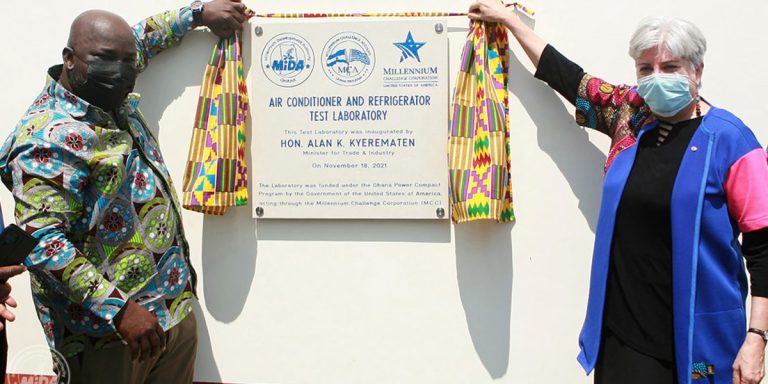 MiDA
GHANA
MCA
MILLENNIUM
CHALLENGE CORPORATION
UNITED STATES OF AMERICA
AIR CONDITIONER AND REFRIGERATOR
TEST LABORATORY
This Test Laboratory was inaugurated by
HON. ALAN K. KYEREMATEN
Minister for Trade & Industry
On November 18, 2021
The Laboratory was funded under the Ghana Power Compact
Program by the Government of the United States of America,
acting through the Millennium Challenge Corporation (MCC)
MiDA